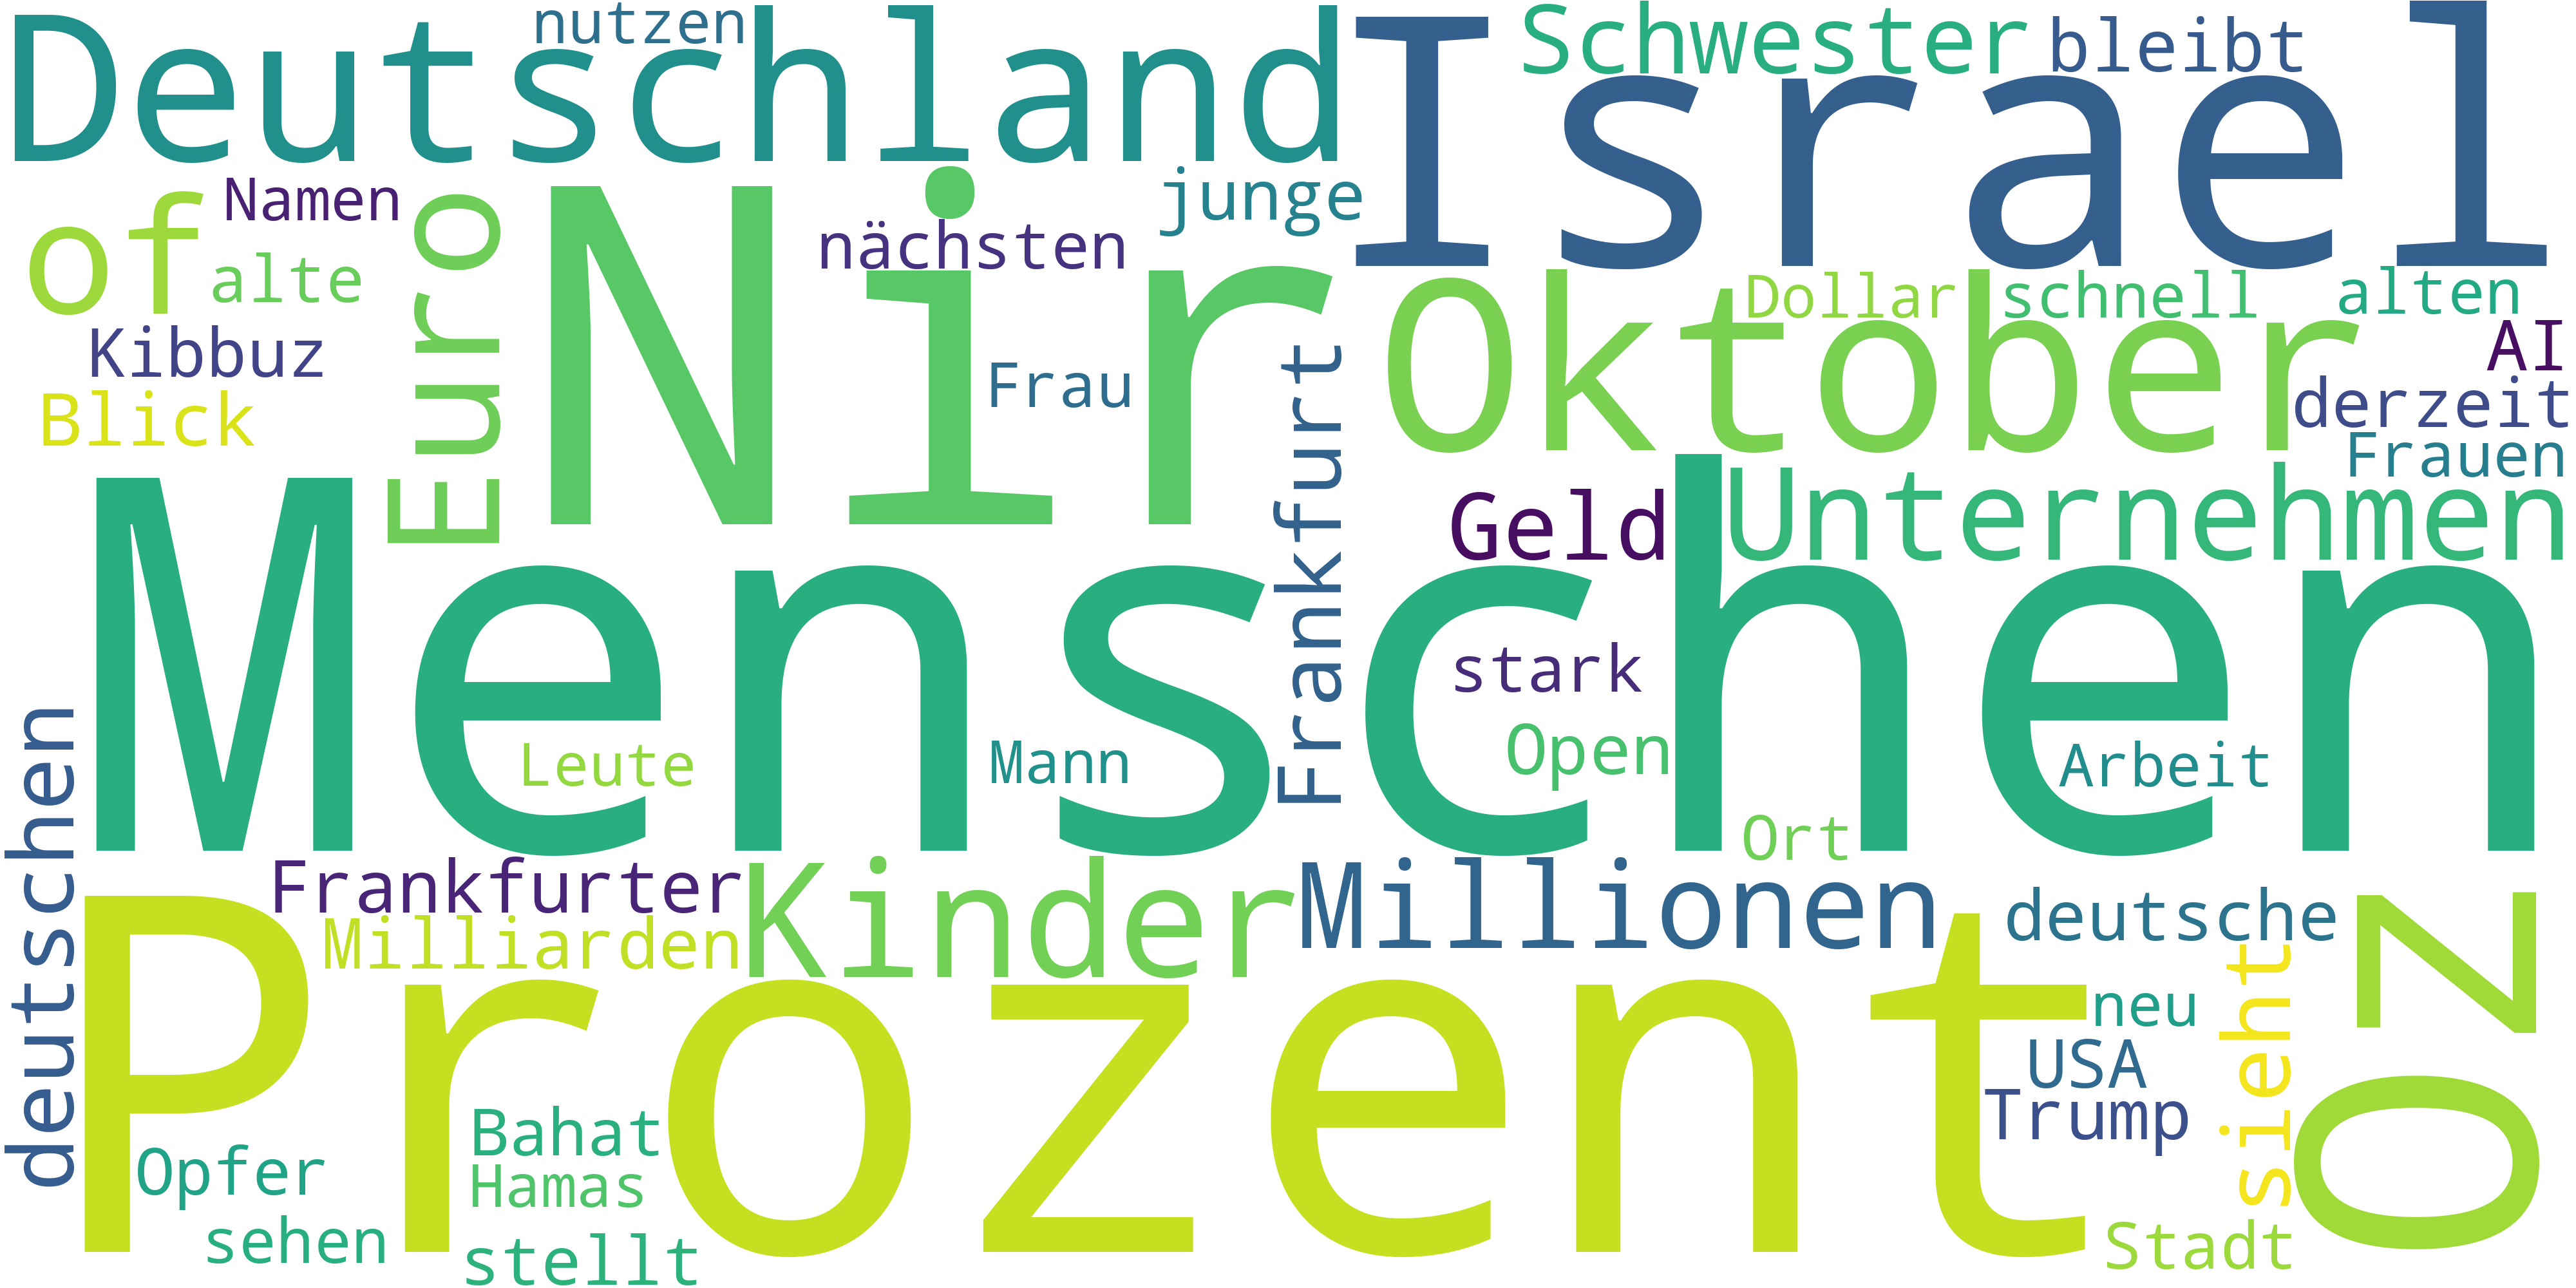 Deutschland
nutzen
Israel
Schwester
bleibt
Namen
of
alte
Euro
Nir
nächsten
junge
Oktober
Dollar
schnell
alten
AI
Kibbuz
Blick
Frau
Frankfurt
derzeit
Frauen
Geld
Unternehmen
Menschen
stark
Open
Leute
Mann
Arbeit
Ort
deutschen
Frankfurter
Milliarden
Kinder
Millionen
deutsche
Oz
Prozent
sieht
neu
USA
Trump
Bahat
Opfer
Hamas
sehen
stellt
Stadt